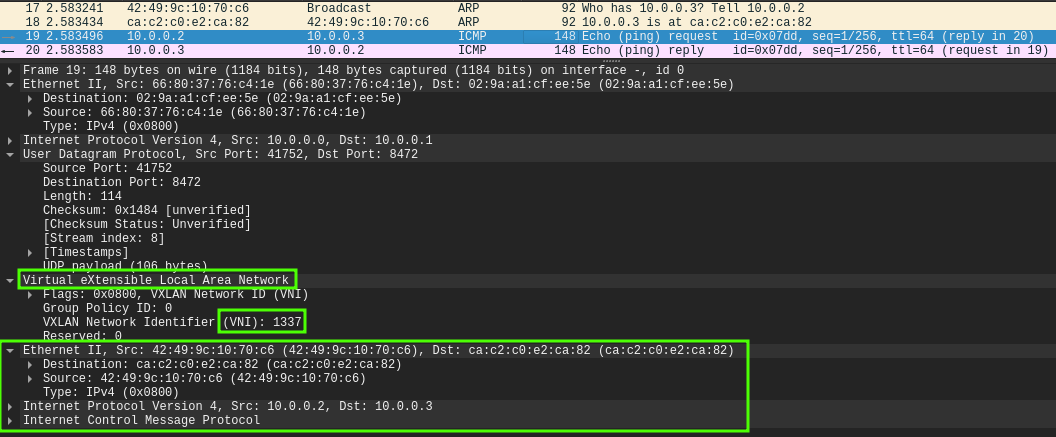 17 2.583241 42:49:9c:10:70:c6 Broadcast ARP 92 Who has 10.0.0.3? Tell 10.0.0.2
18 2.583434 ca:c2:c0:e2:ca:82 42:49:9c:10:70:c6 ARP 92 10.0.0.3 is at ca:c2:c0:e2:ca:82
19 2.583496 10.0.0.2 10.0.0.3 ICMP 148 Echo (ping) request id=0x07dd, seq=1/256, ttl=64 (reply in 20)
20 2.583583 10.0.0.3 10.0.0.2 ICMP 148 Echo (ping) reply id=0x07dd, seq=1/256, ttl=64 (request in 19)
Frame 19: 148 bytes on wire (1184 bits), 148 bytes captured (1184 bits) on interface -, id 0
Ethernet II, Src: 66:80:37:76:c4:1e (66:80:37:76:c4:1e), Dst: 02:9a:a1:cf:ee:5e (02:9a:a1:cf:ee:5e)
Destination: 02:9a:a1:cf:ee:5e (02:9a:a1:cf:ee:5e)
Source: 66:80:37:76:c4:1e (66:80:37:76:c4:1e)
Type: IPv4 (0x0800)
Internet Protocol Version 4, Src: 10.0.0.0, Dst: 10.0.0.1
User Datagram Protocol, Src Port: 41752, Dst Port: 8472
Source Port: 41752
Destination Port: 8472
Length: 114
Checksum: 0x1484 [unverified]
[Checksum Status: Unverified]
[Stream index: 8]
[Timestamps]
UDP payload (106 bytes)
Virtual eXtensible Local Area Network
Flags: 0x0800, VXLAN Network ID (VNI)
Group Policy ID: 0
VXLAN Network Identifier (VNI): 1337
Reserved: 0
Ethernet II, Src: 42:49:9c:10:70:c6 (42:49:9c:10:70:c6), Dst: ca:c2:c0:e2:ca:82 (ca:c2:c0:e2:ca:82)
Destination: ca:c2:c0:e2:ca:82 (ca:c2:c0:e2:ca:82)
Source: 42:49:9c:10:70:c6 (42:49:9c:10:70:c6)
Type: IPv4 (0x0800)
Internet Protocol Version 4, Src: 10.0.0.2, Dst: 10.0.0.3
Internet Control Message Protocol